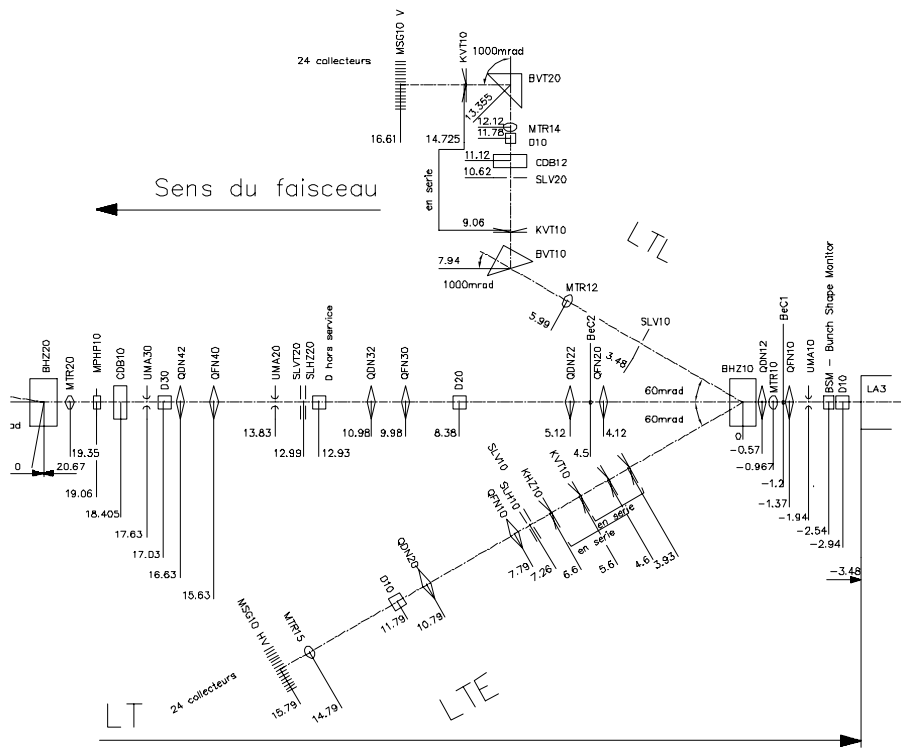 MSG10 V
24 collecteurs
KVT10
1000mrad
BVT20
13.355
16.61
14.725
12.12
MTR14
11.78
D10
11.12
CDB12
10.62
SLV20
en serie
Sens du faisceau
9.06
KVT10
BVT10
7.94
1000mrad
LTL
MTR12
5.99
SLV10
3.48
BHZ20
MTR20
MPHP10
CDB10
UMA30
D30
QDN42
QFN40
UMA20
SLVT20
SLHZ20
D hors service
QDN32
QFN30
D20
QDN22
BeC2
QFN20
60mrad
60mrad
BHZ10
QDN12
MTR10
BeC1
QFN10
UMA10
BSM - Bunch Shape Monitor
D10
LA3
ad
0
20.67
19.35
19.06
18.405
17.63
17.03
16.63
15.63
13.83
12.99
12.93
10.98
9.98
8.38
5.12
4.5
4.12
0
-0.57
-0.967
-1.2
-1.37
-1.94
-2.54
-2.94
-3.48
SLV10
KVT10
KHZ10
SLH10
QFN10
en serie
en serie
3.93
4.6
5.6
6.6
7.26
7.79
QDN20
D10
10.79
11.79
MTR15
MSG10 HV
24 collecteurs
14.79
15.79
LT
LTE